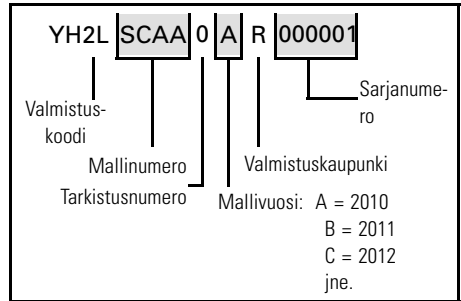 YH2L SCAA 0 A R 000001
Valmistus-
koodi
Sarjanume-
ro
Mallinumero
Valmistuskaupunki
Tarkistusnumero
Mallivuosi: A = 2010
B = 2011
C = 2012
jne.